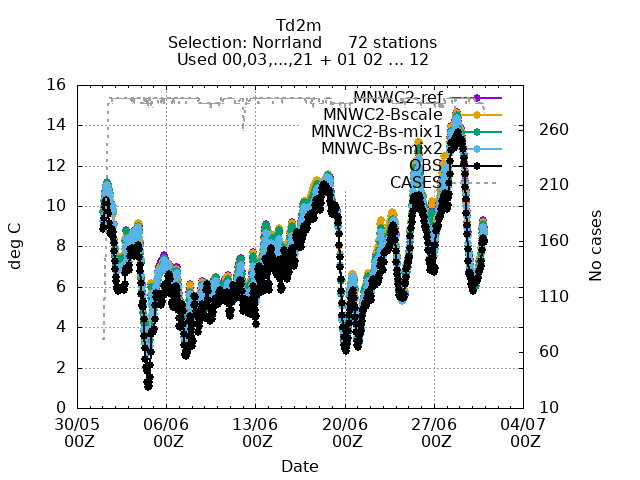 Td2m
Selection: Norrland 72 stations
Used 00,03,...,21 + 01 02 ... 12
MNWC2-ref
MNWC2-Bscale
MNWC2-Bs-mix1
MNWC-Bs-mix2
OBS
CASES
deg C
16
14
12
10
8
6
4
2
0
No cases
260
210
160
110
60
10
30/05 06/06 13/06 20/06 27/06 04/07
00Z 00Z 00Z 00Z 00Z 00Z
Date